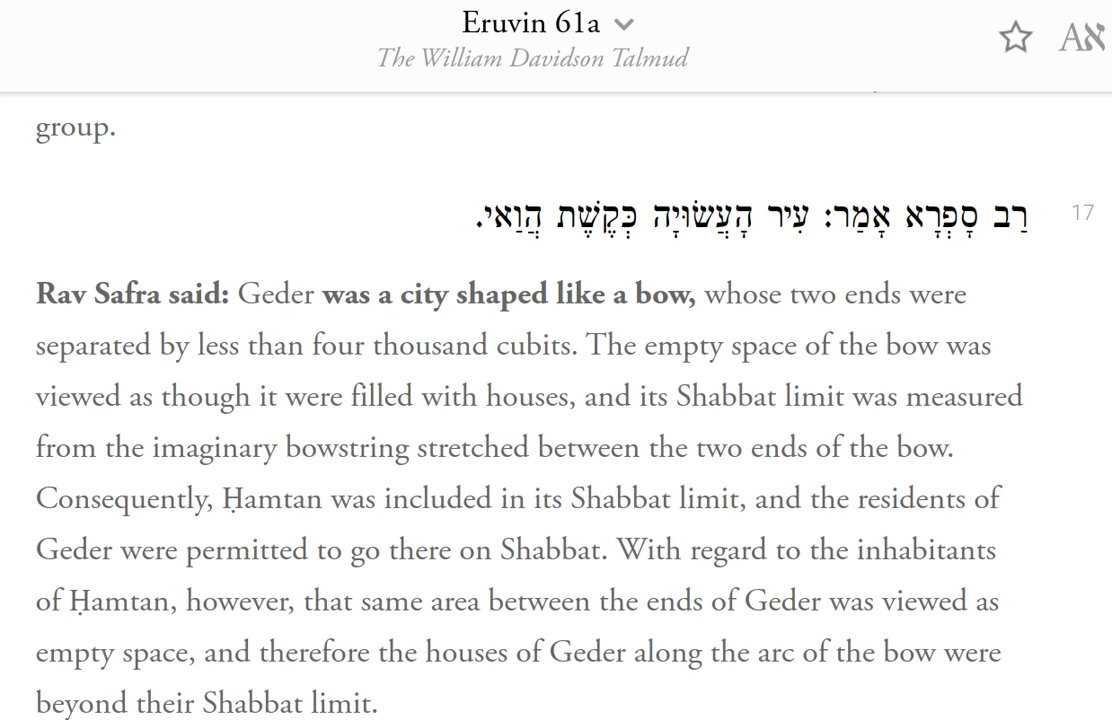 Eruvin 61a
The William Davidson Talmud
Aא
group.
רַב סָפְרָא אָמַר: עִיר הָעֲשׂוּיָה כְּקֶשֶׁת הֲוַאי.
17
Rav Safra said: Geder was a city shaped like a bow, whose two ends were
separated by less than four thousand cubits. The empty space of the bow was
viewed as though it were filled with houses, and its Shabbat limit was measured
from the imaginary bowstring stretched between the two ends of the bow.
Consequently, Ḥamtan was included in its Shabbat limit, and the residents of
Geder were permitted to go there on Shabbat. With regard to the inhabitants
of Ḥamtan, however, that same area between the ends of Geder was viewed as
empty space, and therefore the houses of Geder along the arc of the bow were
beyond their Shabbat limit.